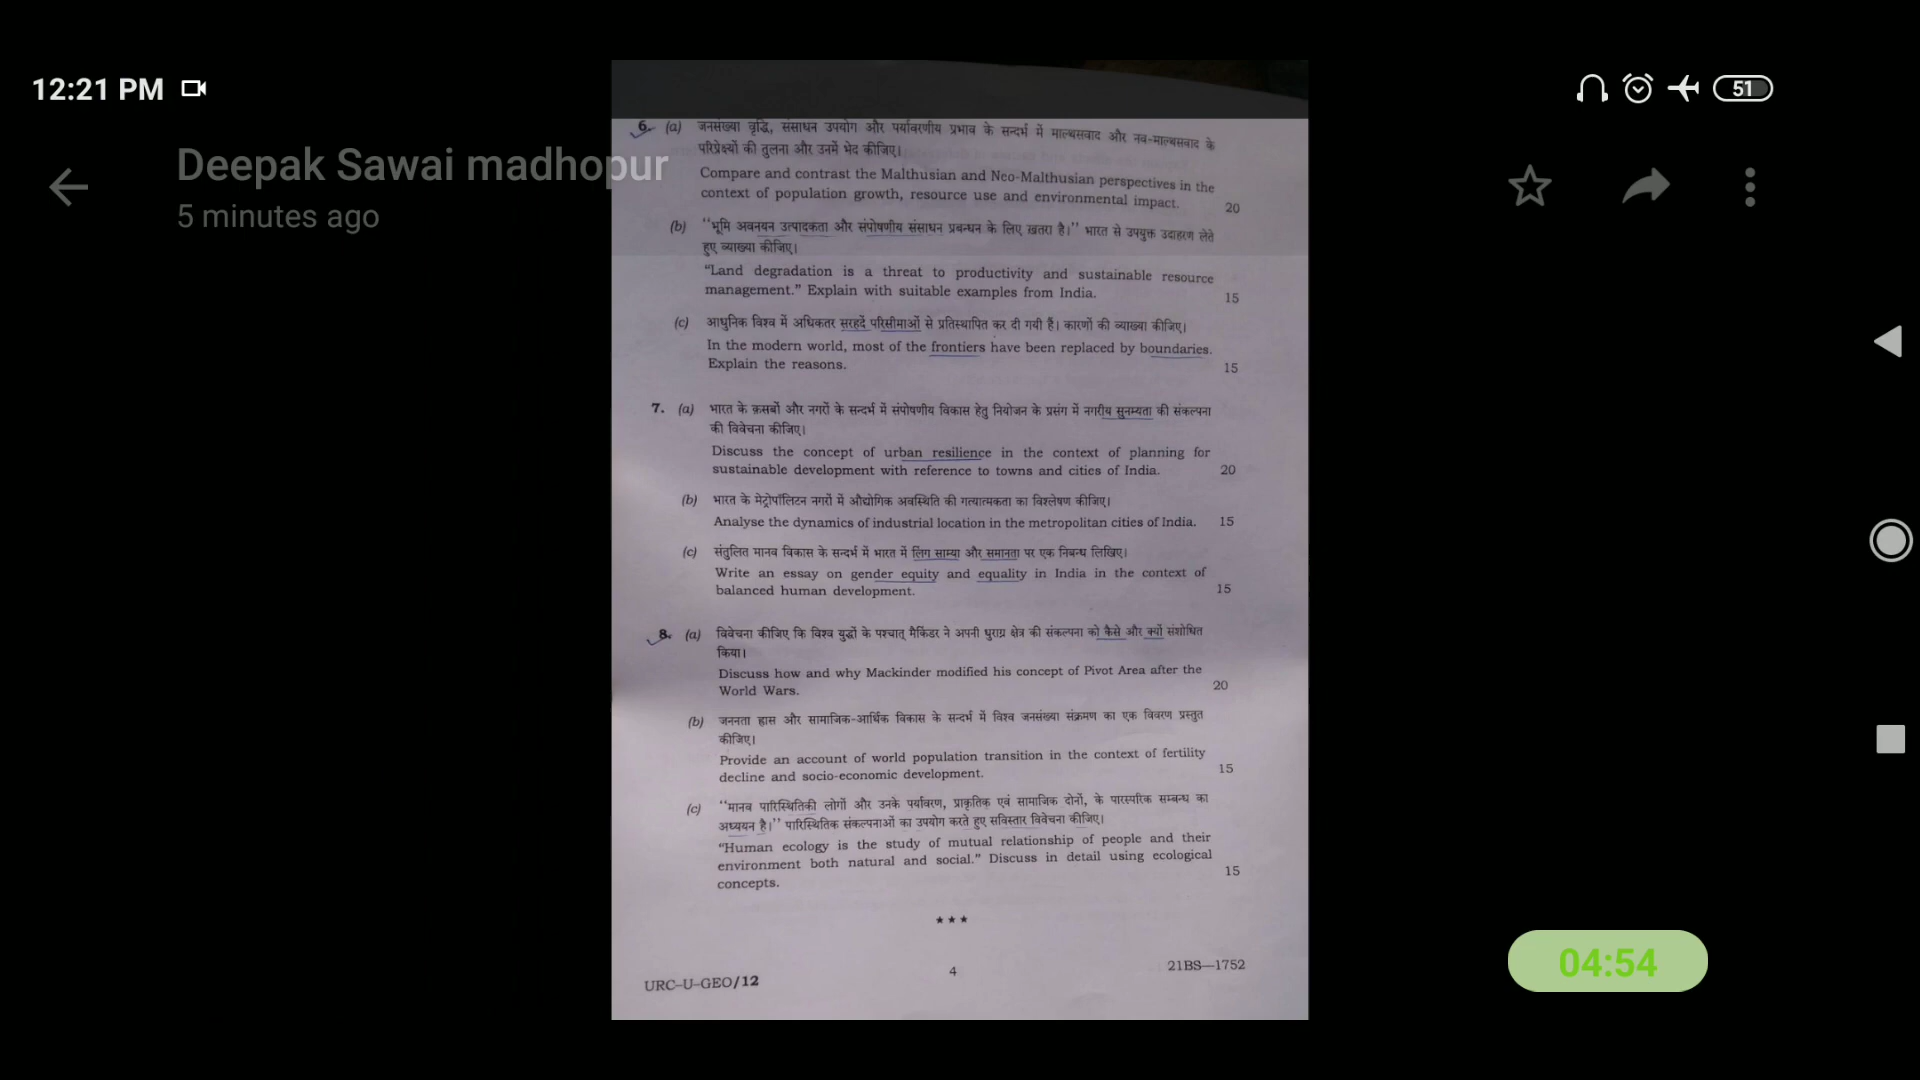 12:21 PM
51
Deepak Sawai madhopur
5 minutes ago
6. (a) जनसंख्या वृद्धि, संसाधन उपयोग और पर्यावरणीय प्रभाव के सन्दर्भ में माल्थसवाद और नव-माल्थसवाद के
परिप्रेक्ष्यों की तुलना और उनमें भेद कीजिए।
Compare and contrast the Malthusian and Neo-Malthusian perspectives in the
context of population growth, resource use and environmental impact. 20
(b) "भूमि अवनयन उत्पादकता और संपोषणीय संसाधन प्रबन्धन के लिए खतरा है।" भारत से उपयुक्त उदाहरण लेते
हुए व्याख्या कीजिए।
"Land degradation is a threat to productivity and sustainable resource
management." Explain with suitable examples from India. 15
(c) आधुनिक विश्व में अधिकतर सरहदें परिसीमाओं से प्रतिस्थापित कर दी गयी हैं। कारणों की व्याख्या कीजिए।
In the modern world, most of the frontiers have been replaced by boundaries.
Explain the reasons. 15
7. (a) भारत के क़सबों और नगरों के सन्दर्भ में संपोषणीय विकास हेतु नियोजन के प्रसंग में नगरीय सुनम्यता की संकल्पना
की विवेचना कीजिए।
Discuss the concept of urban resilience in the context of planning for
sustainable development with reference to towns and cities of India. 20
(b) भारत के मेट्रोपॉलिटन नगरों में औद्योगिक अवस्थिति की गत्यात्मकता का विश्लेषण कीजिए।
Analyse the dynamics of industrial location in the metropolitan cities of India. 15
(c) संतुलित मानव विकास के सन्दर्भ में भारत में लिंग साम्या और समानता पर एक निबन्ध लिखिए।
Write an essay on gender equity and equality in India in the context of
balanced human development. 15
8. (a) विवेचना कीजिए कि विश्व युद्धों के पश्चात् मैकिंडर ने अपनी धुराग्र क्षेत्र की संकल्पना को कैसे और क्यों संशोधित
किया।
Discuss how and why Mackinder modified his concept of Pivot Area after the
World Wars. 20
(b) जननता ह्रास और सामाजिक-आर्थिक विकास के सन्दर्भ में विश्व जनसंख्या संक्रमण का एक विवरण प्रस्तुत
कीजिए।
Provide an account of world population transition in the context of fertility
decline and socio-economic development. 15
(c) "मानव पारिस्थितिकी लोगों और उनके पर्यावरण, प्राकृतिक एवं सामाजिक दोनों, के पारस्परिक सम्बन्ध का
अध्ययन है।" पारिस्थितिक संकल्पनाओं का उपयोग करते हुए सविस्तार विवेचना कीजिए।
"Human ecology is the study of mutual relationship of people and their
environment both natural and social." Discuss in detail using ecological
concepts. 15
★ ★ ★
URC-U-GEO/12 4 21BS—1752
04:54